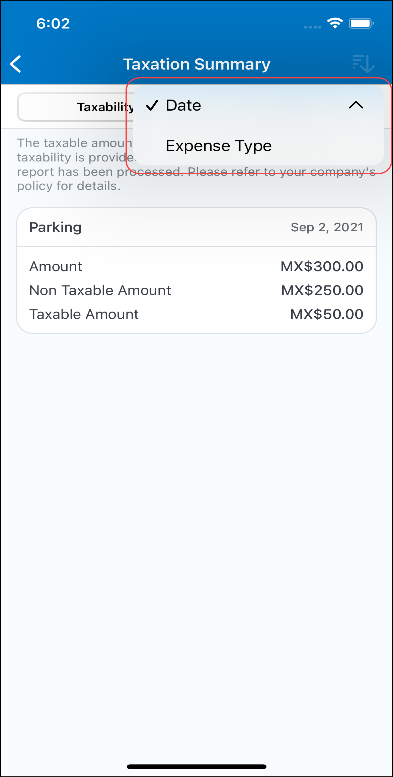 6:02
Taxation Summary
Taxability
Date
Expense Type
The taxable amoun
taxability is provide
report has been processed. Please refer to your company's
policy for details.
Parking Sep 2, 2021
Amount MX$300.00
Non Taxable Amount MX$250.00
Taxable Amount MX$50.00